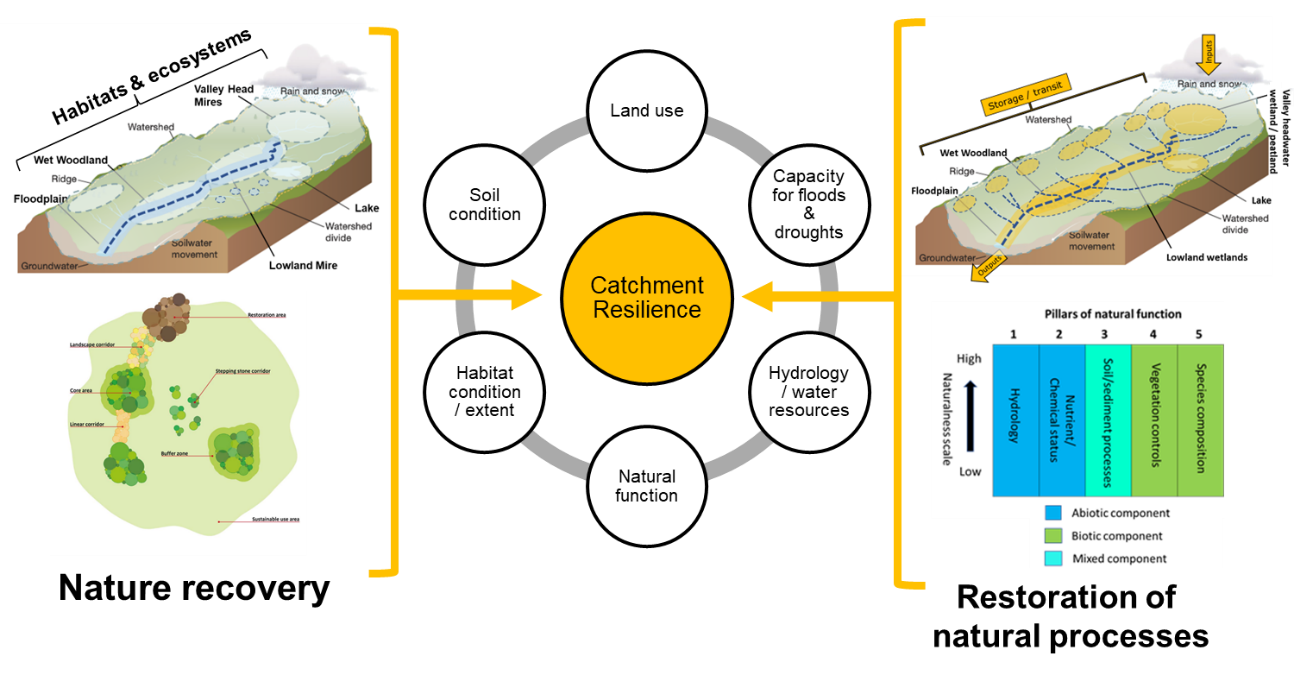 Habitats & ecosystems
Valley Head
Mires
Rain and snow
Watershed
Wet Woodland
Ridge
Floodplain
Lake
Watershed
divide
Soilwater
movement
Lowland Mire
Groundwater
Restoration area
Landscape corridor
Stepping stone corridor
Core area
Linear corridor
Buffer zone
Sustainable use area
Nature recovery
Land use
Soil
condition
Capacity
for floods
&
droughts
Catchment
Resilience
Habitat
condition
/ extent
Hydrology
/ water
resources
Natural
function
Inputs
Rain and snow
Storage / transit
Watershed
Valley headwater
wetland / peatland
Wet Woodland
Ridge
Floodplain
Lake
Watershed
divide
Soilwater
movement
Lowland wetlands
Groundwater
Outputs
Pillars of natural function
1 2 3 4 5
High
Low
Naturalness scale
Hydrology
Nutrient/
Chemical status
Soil/sediment processes
Vegetation controls
Species composition
Abiotic component
Biotic component
Mixed component
Restoration of
natural processes